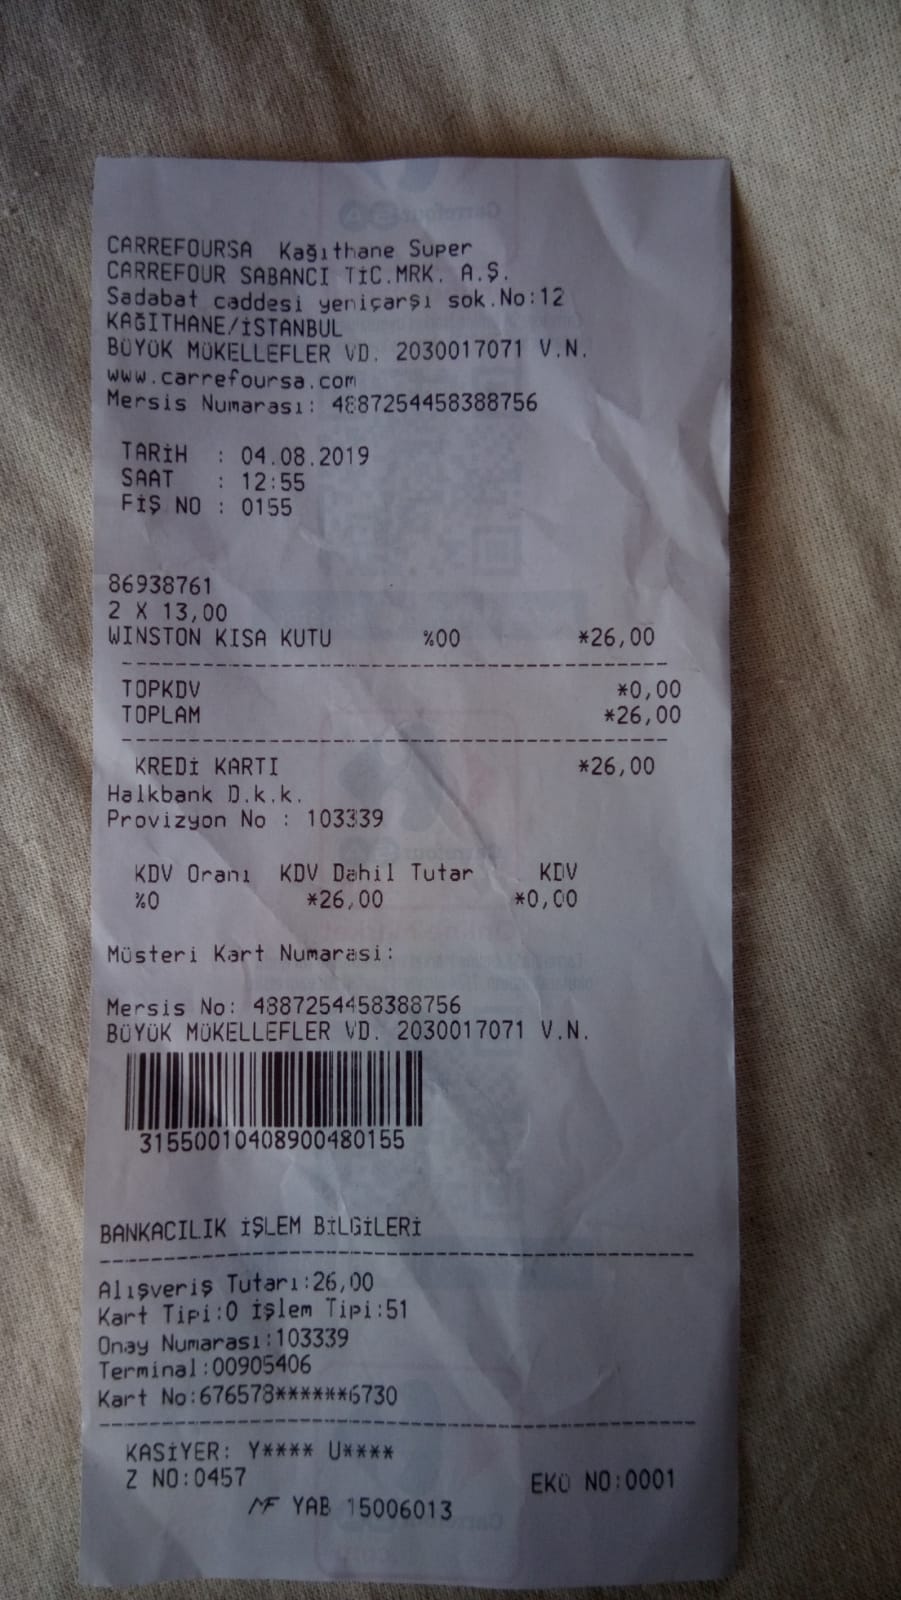 CARREFOURSA Kağıthane Super
CARREFOUR SABANCI TİC.MRK. A.Ş.
Sadabat caddesi yeniçarşı sok.No:12
KAĞITHANE/İSTANBUL
BÜYÜK MÜKELLEFLER VD. 2030017071 V.N.
www.carrefoursa.com
Mersis Numarası: 4887254458388756
TARİH : 04.08.2019
SAAT : 12:55
FİŞ NO : 0155
86938761
2 X 13,00
WINSTON KISA KUTU %00 *26,00
TOPKDV *0,00
TOPLAM *26,00
KREDİ KARTI *26,00
Halkbank D.k.k.
Provizyon No : 103339
KDV Oranı KDV Dahil Tutar KDV
%0 *26,00 *0,00
Müsteri Kart Numarası:
Mersis No: 4887254458388756
BÜYÜK MÜKELLEFLER VD. 2030017071 V.N.
31550010408900480155
BANKACILIK İŞLEM BİLGİLERİ
Alışveriş Tutarı:26,00
Kart Tipi:0 İşlem Tipi:51
Onay Numarası:103339
Terminal:00905406
Kart No:676578******6730
KASİYER: Y**** U****
Z NO:0457 EKÜ NO:0001
MF YAB 15006013